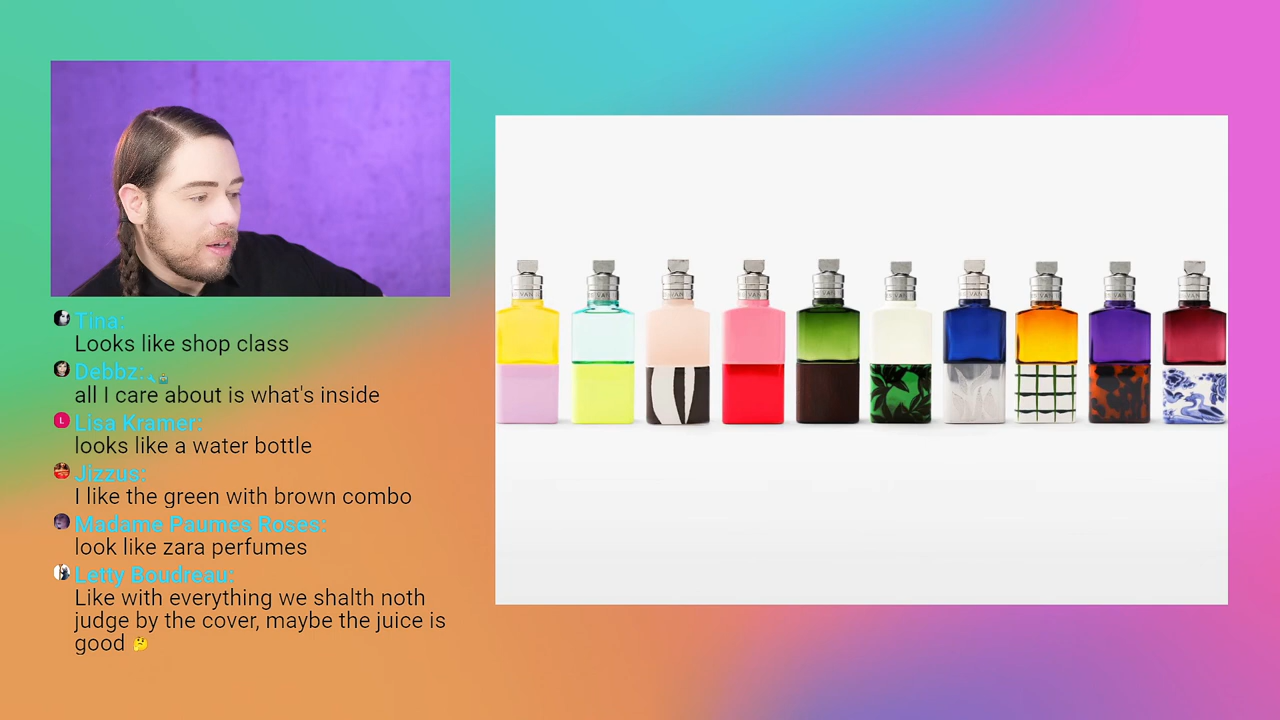 Tina:
Looks like shop class
Debbz:
all I care about is what's inside
L
Lisa Kramer:
looks like a water bottle
Jizzus:
I like the green with brown combo
Madame Paumes Roses:
look like zara perfumes
Letty Boudreau:
Like with everything we shalth noth
judge by the cover, maybe the juice is
good 🤔